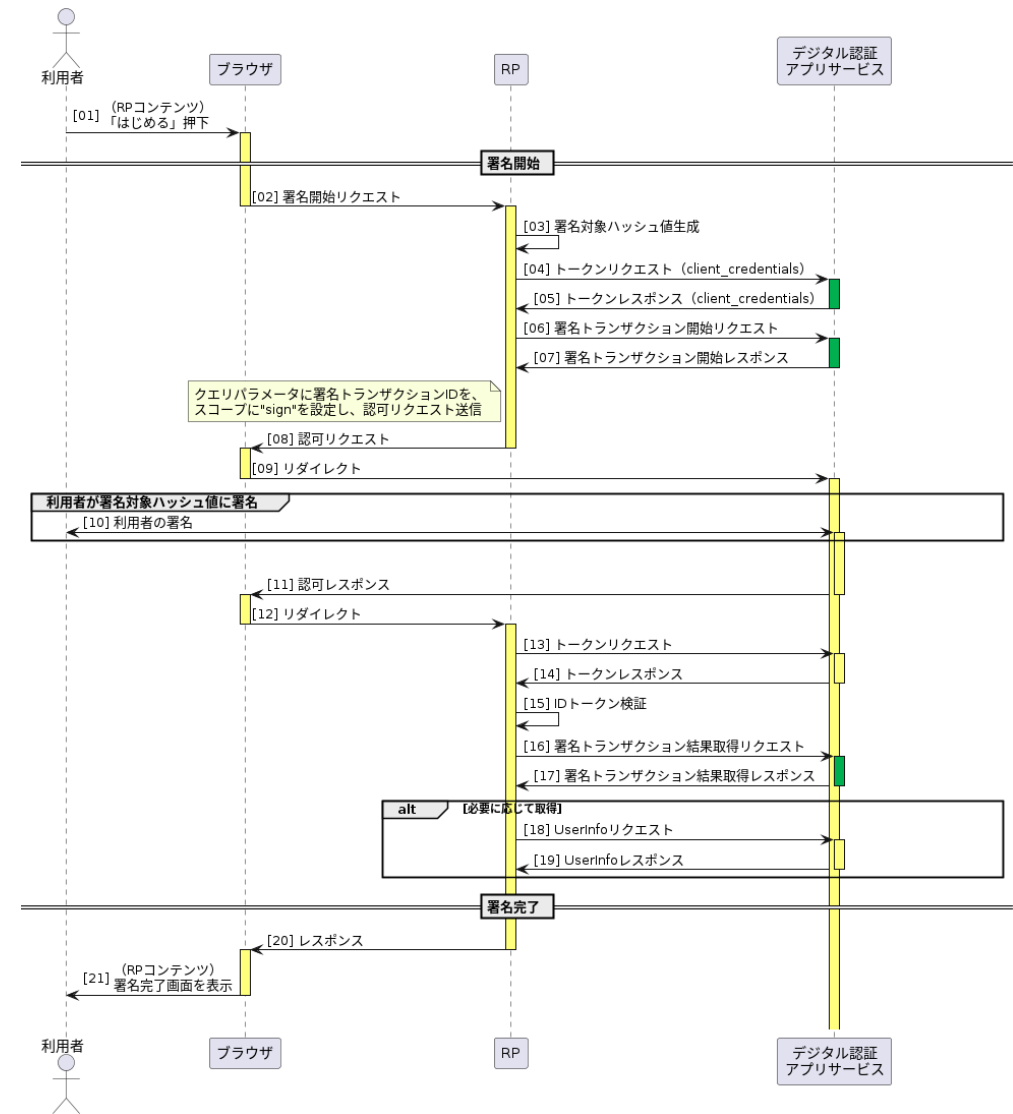 利用者
ブラウザ
RP
デジタル認証
アプリサービス
[01] （RPコンテンツ）
「はじめる」押下
署名開始
[02] 署名開始リクエスト
[03] 署名対象ハッシュ値生成
[04] トークンリクエスト（client_credentials）
[05] トークンレスポンス（client_credentials）
[06] 署名トランザクション開始リクエスト
[07] 署名トランザクション開始レスポンス
クエリパラメータに署名トランザクションIDを、
スコープに"sign"を設定し、認可リクエスト送信
[08] 認可リクエスト
[09] リダイレクト
利用者が署名対象ハッシュ値に署名
[10] 利用者の署名
[11] 認可レスポンス
[12] リダイレクト
[13] トークンリクエスト
[14] トークンレスポンス
[15] IDトークン検証
[16] 署名トランザクション結果取得リクエスト
[17] 署名トランザクション結果取得レスポンス
alt [必要に応じて取得]
[18] UserInfoリクエスト
[19] UserInfoレスポンス
署名完了
[20] レスポンス
[21] （RPコンテンツ）
署名完了画面を表示
利用者
ブラウザ
RP
デジタル認証
アプリサービス